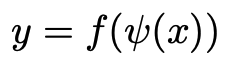 y = f(ψ(x))